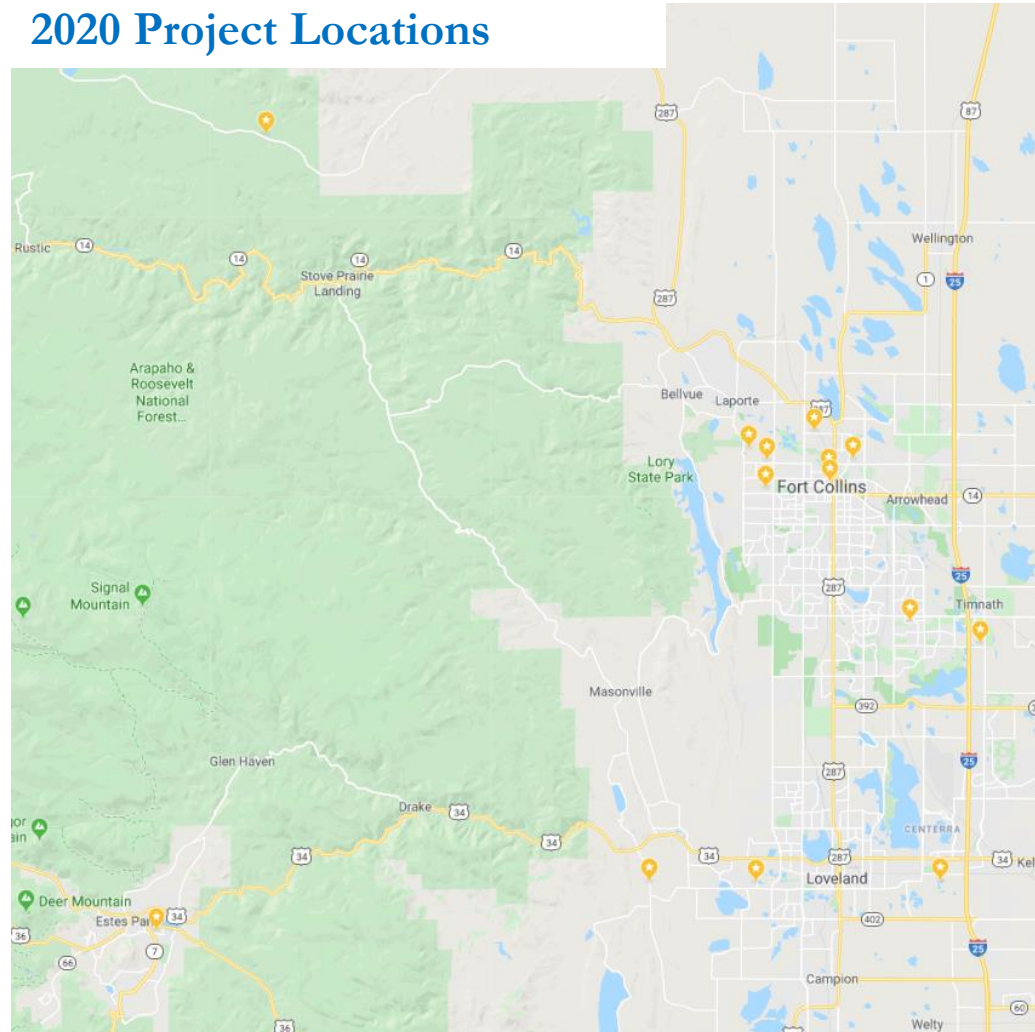 2020 Project Locations
287
87
Rustic
14
14
14
14
Stove Prairie
Landing
Wellington
1
25
287
Arapaho &
Roosevelt
National
Forest...
Bellvue
Laporte
Lory
State Park
Fort Collins
Arrowhead
14
Signal
Mountain
287
25
Timnath
Masonville
392
Glen Haven
25
287
Drake
34
34
34
34
287
34
CENTERRA
Loveland
Deer Mountain
Estes Park
34
36
7
66
402
25
Campion
36
60
Welty